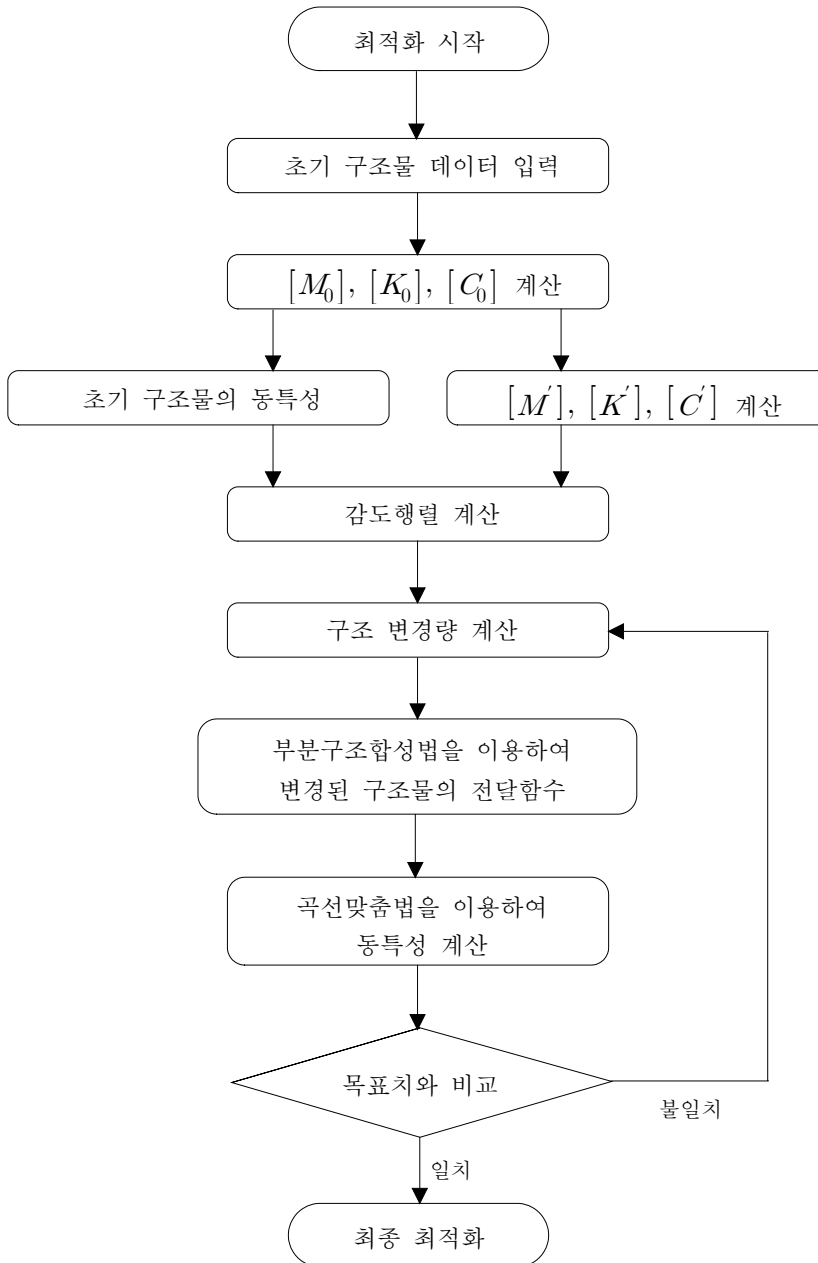 최적화 시작
초기 구조물 데이터 입력
[M₀], [K₀], [C₀] 계산
초기 구조물의 동특성
[M′], [K′], [C′] 계산
감도행렬 계산
구조 변경량 계산
부분구조합성법을 이용하여
변경된 구조물의 전달함수
곡선맞춤법을 이용하여
동특성 계산
목표치와 비교
불일치
일치
최종 최적화